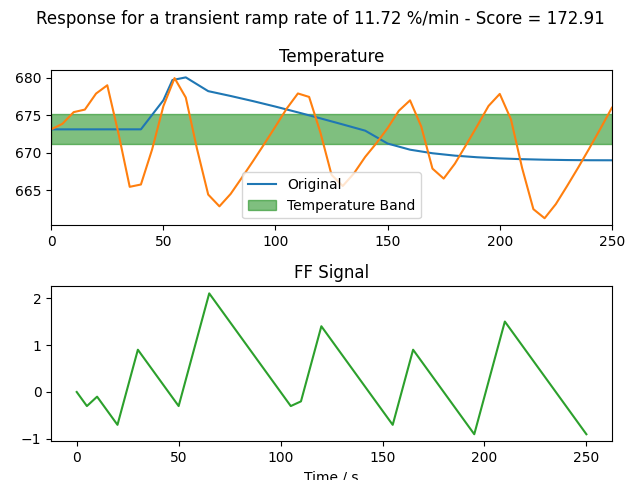 Response for a transient ramp rate of 11.72 %/min - Score = 172.91
Temperature
680
675
670
665
Original
Temperature Band
0 50 100 150 200 250
FF Signal
2
1
0
−1
0 50 100 150 200 250
Time / s